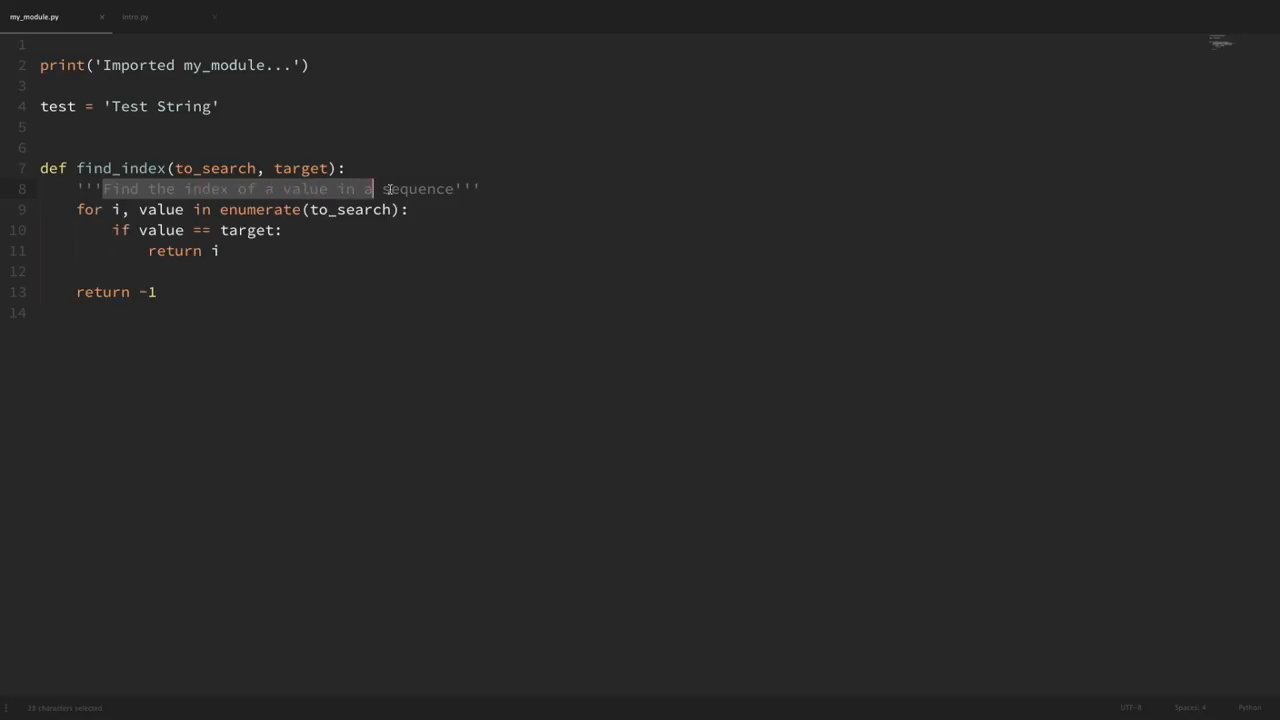 my_module.py × intro.py ×
1
2 print('Imported my_module...')
3
4 test = 'Test String'
5
6
7 def find_index(to_search, target):
8 '''Find the index of a value in a sequence'''
9 for i, value in enumerate(to_search):
10 if value == target:
11 return i
12
13 return -1
14
33 characters selected UTF-8 Spaces: 4 Python